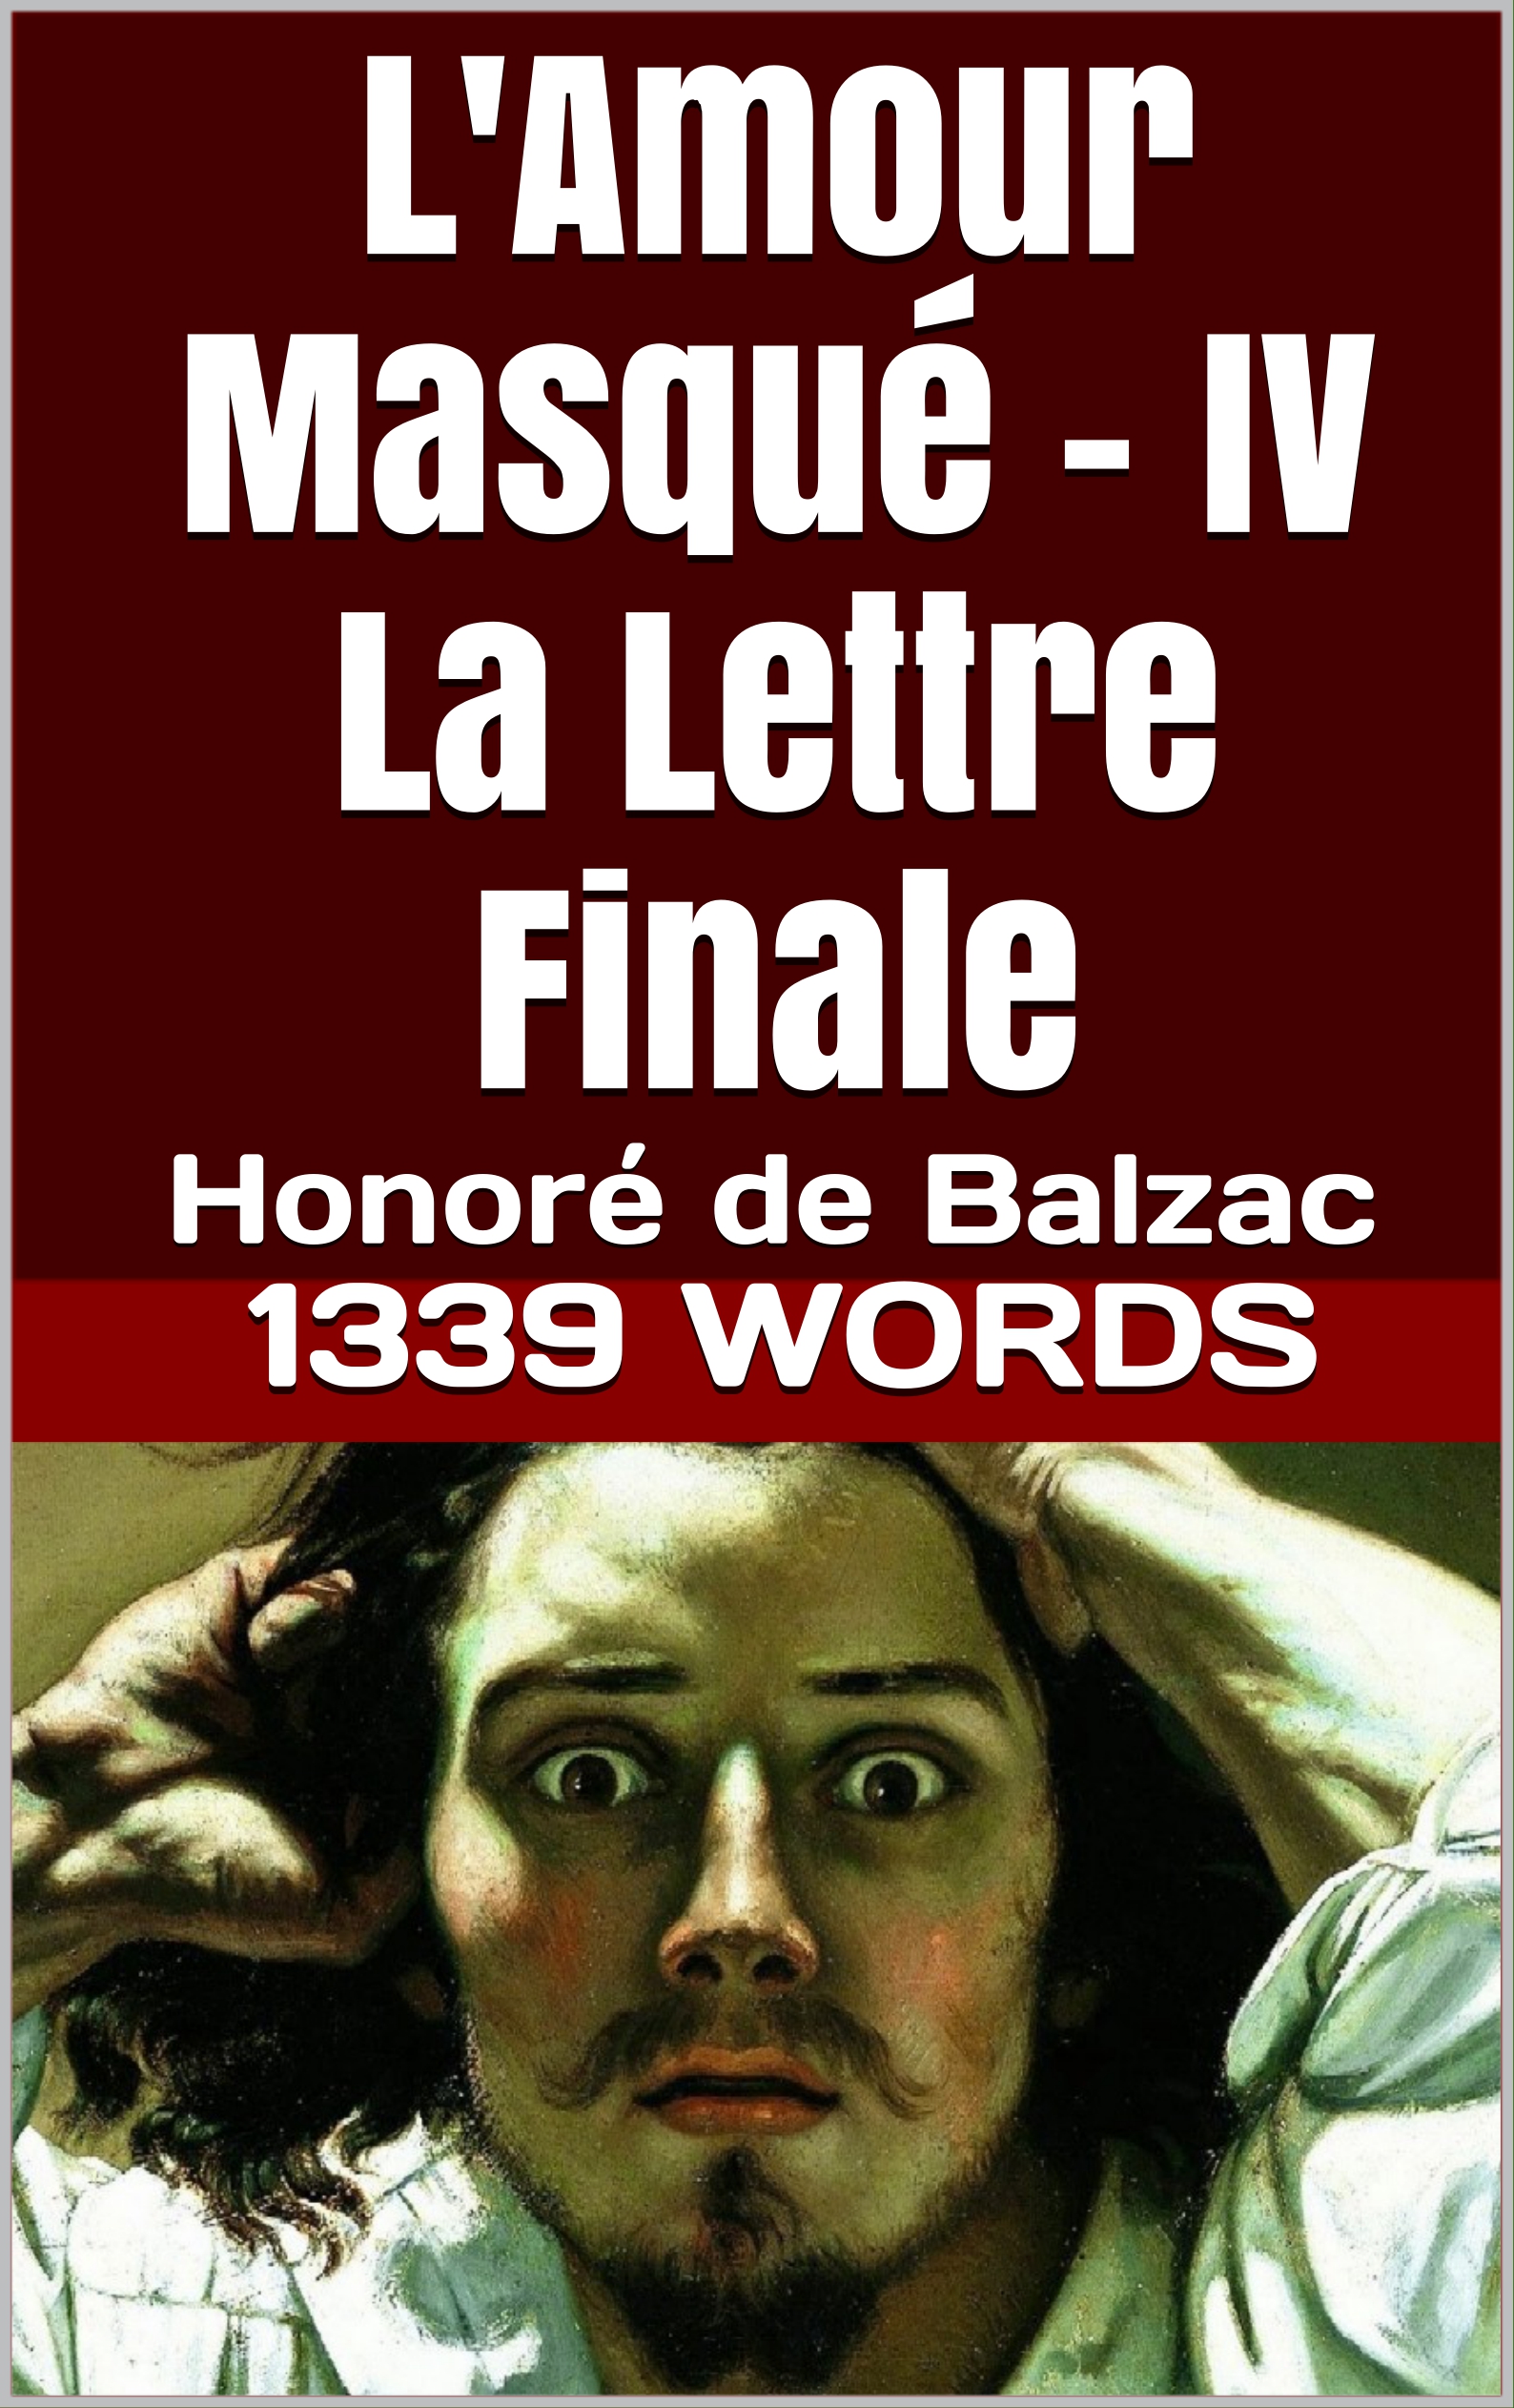 L'Amour
Masqué - IV
La Lettre
Finale
Honoré de Balzac
1339 WORDS